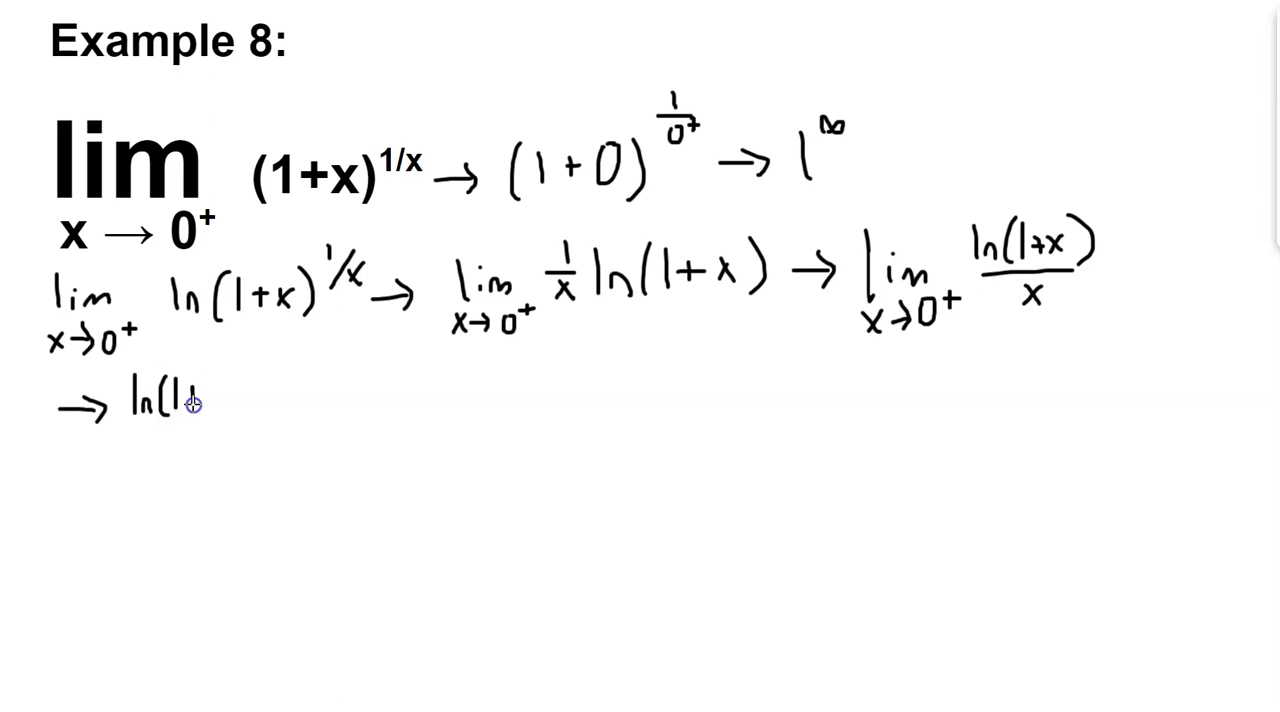 Example 8:
lim x → 0⁺ (1+x)^{1/x} → (1+0)^{1/0⁺} → 1^∞
lim x→0⁺ ln(1+x)^{1/x} → lim x→0⁺ 1/x ln(1+x) → lim x→0⁺ ln(1+x)/x
→ ln(1+